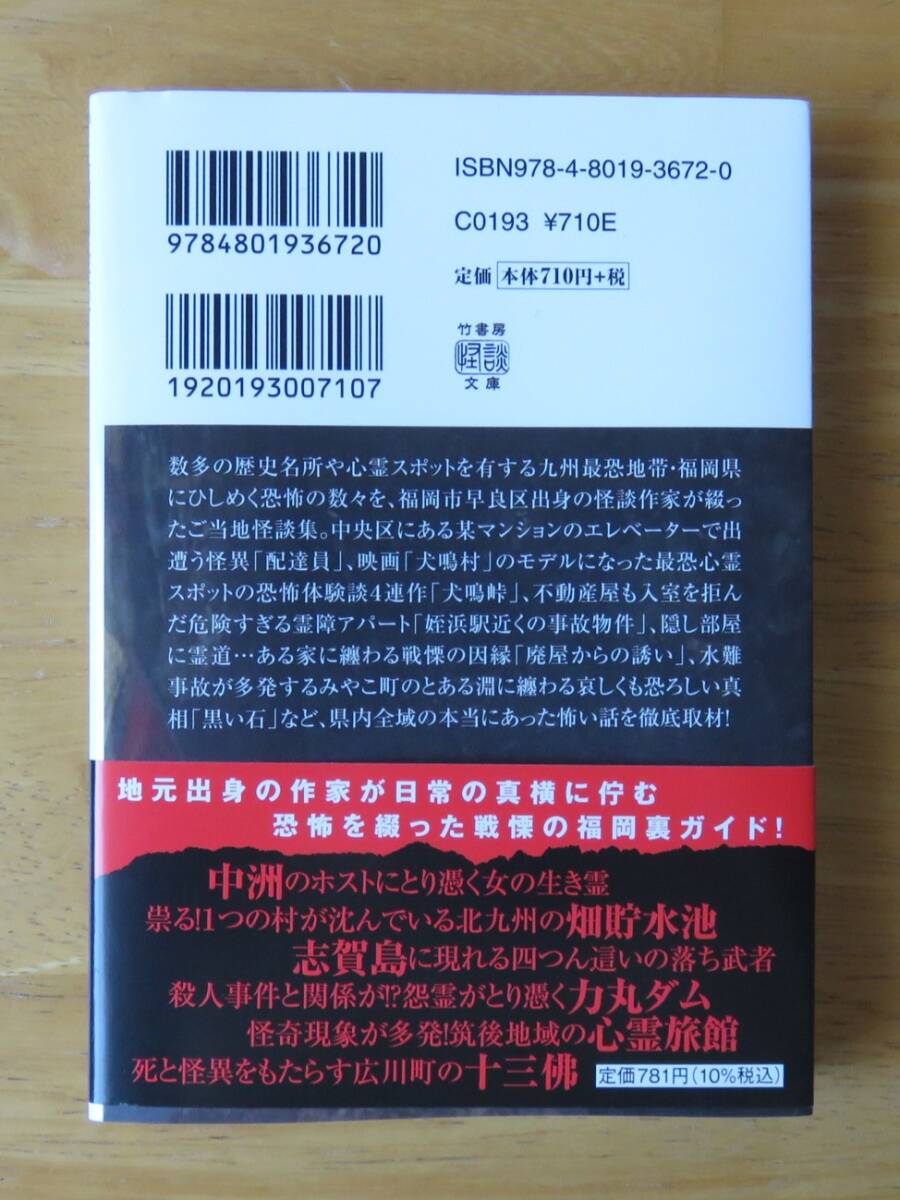 9784801936720
ISBN978-4-8019-3672-0
C0193 ¥710E
定価 本体710円+税
1920193007107
竹書房
怪談
文庫
数多の歴史名所や心霊スポットを有する九州最恐地帯・福岡県
にひしめく恐怖の数々を、福岡市早良区出身の怪談作家が綴っ
たご当地怪談集。中央区にある某マンションのエレベーターで出
遭う怪異「配達員」、映画「犬鳴村」のモデルになった最恐心霊
スポットの恐怖体験談4連作「犬鳴峠」、不動産屋も入室を拒ん
だ危険すぎる霊障アパート「姪浜駅近くの事故物件」、隠し部屋
に霊道…ある家に纏わる戦慄の因縁「廃屋からの誘い」、水難
事故が多発するみやこ町のとある淵に纏わる哀しくも恐ろしい真
相「黒い石」など、県内全域の本当にあった怖い話を徹底取材!
地元出身の作家が日常の真横に佇む
恐怖を綴った戦慄の福岡裏ガイド!
中洲のホストにとり憑く女の生き霊
祟る!1つの村が沈んでいる北九州の畑貯水池
志賀島に現れる四つん這いの落ち武者
殺人事件と関係が!?怨霊がとり憑く力丸ダム
怪奇現象が多発!筑後地域の心霊旅館
死と怪異をもたらす広川町の十三佛
定価781円(10%税込)